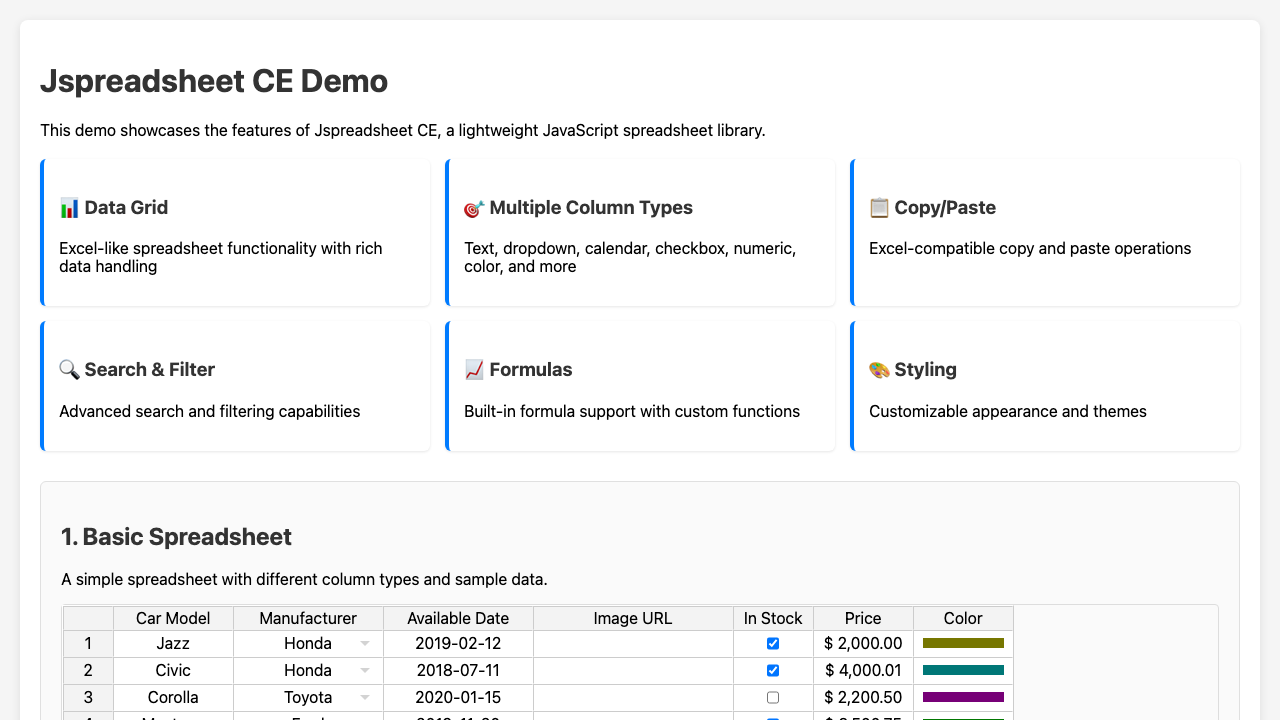 Jspreadsheet CE Demo
This demo showcases the features of Jspreadsheet CE, a lightweight JavaScript spreadsheet library.
📊 Data Grid
Excel-like spreadsheet functionality with rich
data handling
🎯 Multiple Column Types
Text, dropdown, calendar, checkbox, numeric,
color, and more
📋 Copy/Paste
Excel-compatible copy and paste operations
🔍 Search & Filter
Advanced search and filtering capabilities
📈 Formulas
Built-in formula support with custom functions
🎨 Styling
Customizable appearance and themes
1. Basic Spreadsheet
A simple spreadsheet with different column types and sample data.
Car Model Manufacturer Available Date Image URL In Stock Price Color
1 Jazz Honda 2019-02-12 $ 2,000.00
2 Civic Honda 2018-07-11 $ 4,000.01
3 Corolla Toyota 2020-01-15 $ 2,200.50